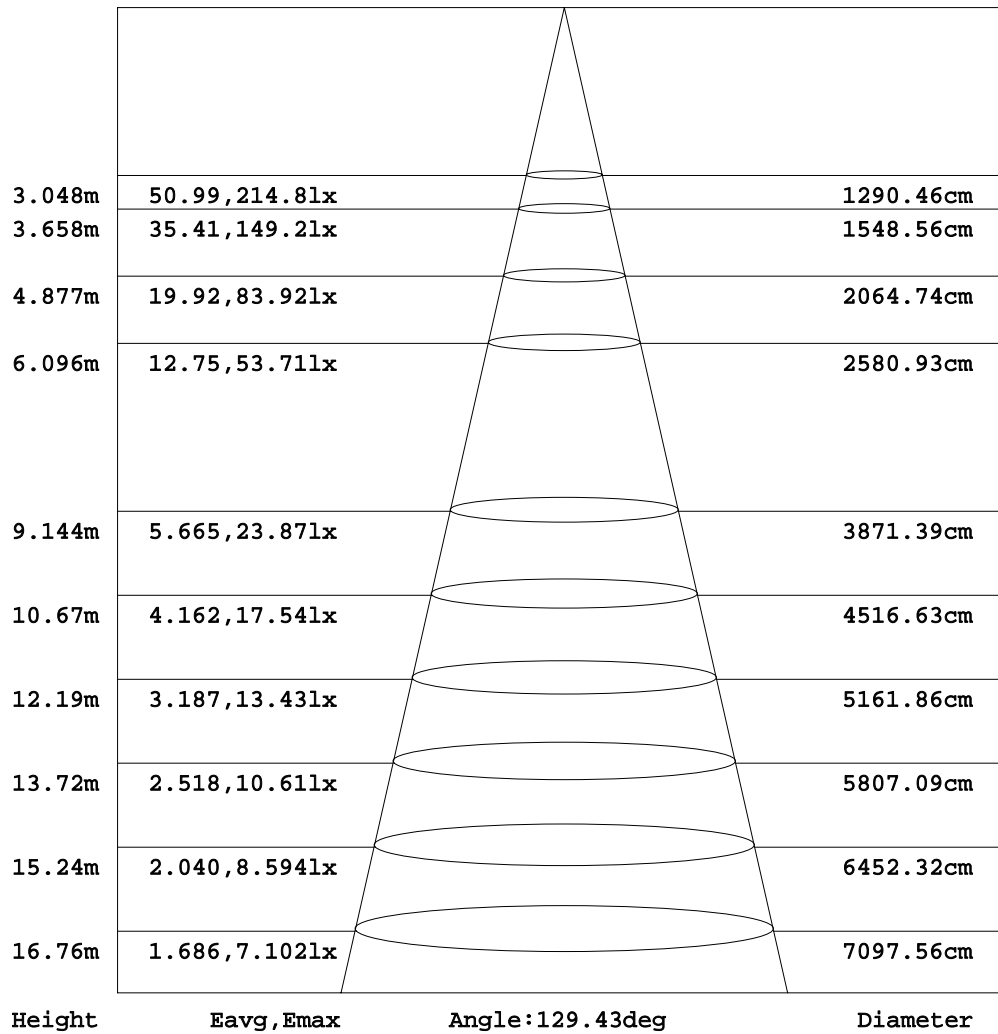 3.048m 50.99,214.8lx 1290.46cm
3.658m 35.41,149.2lx 1548.56cm
4.877m 19.92,83.92lx 2064.74cm
6.096m 12.75,53.71lx 2580.93cm
9.144m 5.665,23.87lx 3871.39cm
10.67m 4.162,17.54lx 4516.63cm
12.19m 3.187,13.43lx 5161.86cm
13.72m 2.518,10.61lx 5807.09cm
15.24m 2.040,8.594lx 6452.32cm
16.76m 1.686,7.102lx 7097.56cm
Height Eavg,Emax Angle:129.43deg Diameter